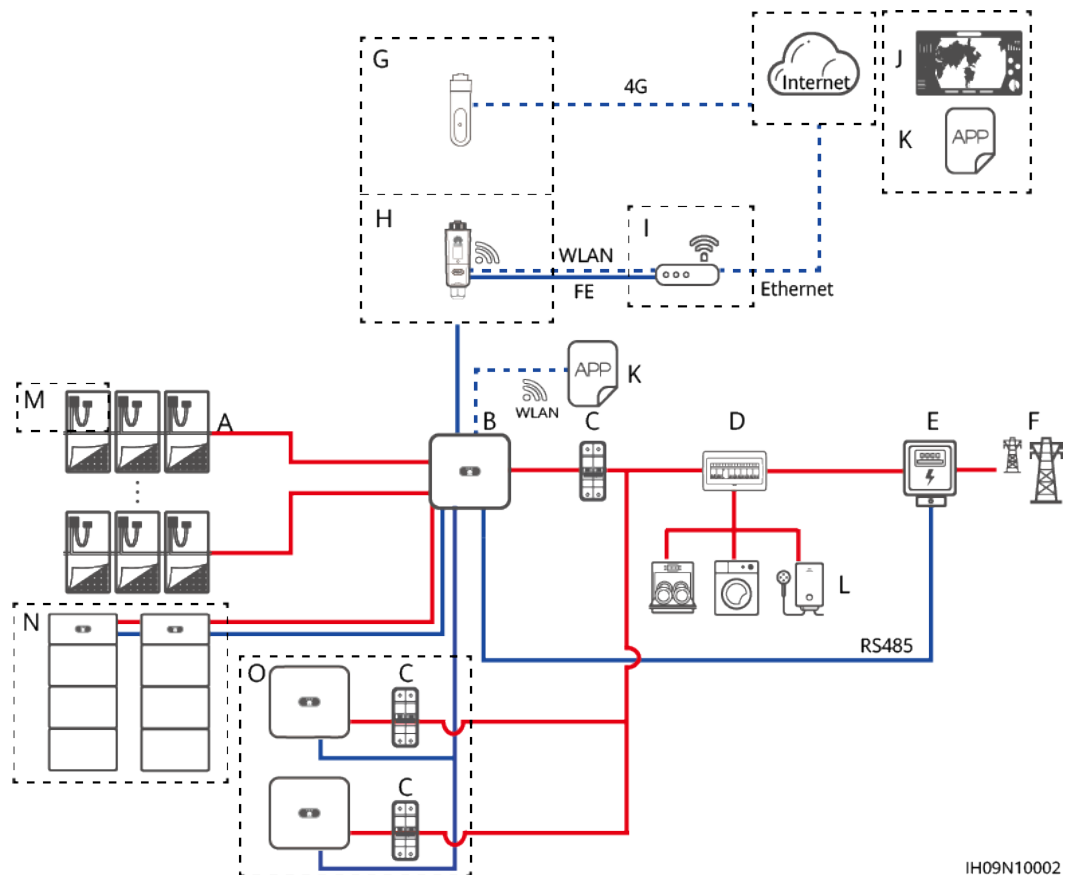 G
4G
Internet
J
APP
K
H
WLAN
FE
I
Ethernet
M
A
APP
K
WLAN
B
C
D
E
F
L
N
RS485
O
C
C
IH09N10002